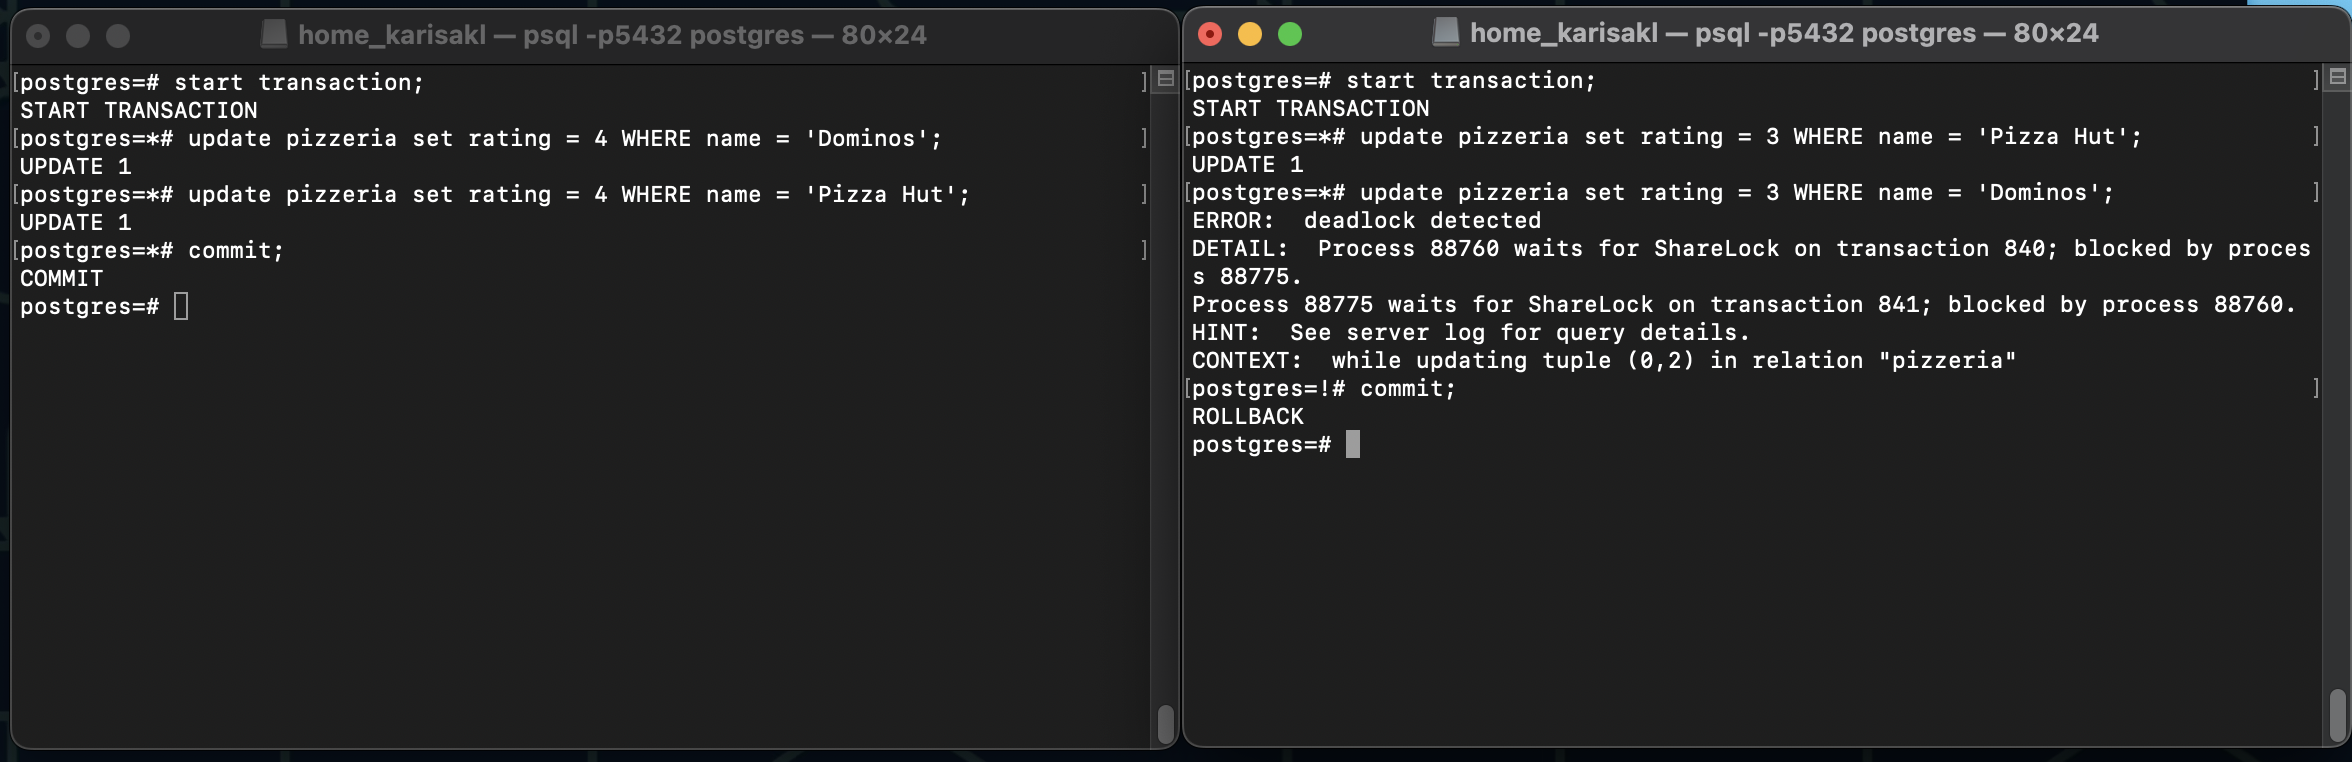 home_karisakl — psql -p5432 postgres — 80×24
[postgres=# start transaction; ]
START TRANSACTION
[postgres=*# update pizzeria set rating = 4 WHERE name = 'Dominos'; ]
UPDATE 1
[postgres=*# update pizzeria set rating = 4 WHERE name = 'Pizza Hut'; ]
UPDATE 1
[postgres=*# commit; ]
COMMIT
postgres=#
home_karisakl — psql -p5432 postgres — 80×24
[postgres=# start transaction; ]
START TRANSACTION
[postgres=*# update pizzeria set rating = 3 WHERE name = 'Pizza Hut'; ]
UPDATE 1
[postgres=*# update pizzeria set rating = 3 WHERE name = 'Dominos'; ]
ERROR:  deadlock detected
DETAIL:  Process 88760 waits for ShareLock on transaction 840; blocked by proces
s 88775.
Process 88775 waits for ShareLock on transaction 841; blocked by process 88760.
HINT:  See server log for query details.
CONTEXT:  while updating tuple (0,2) in relation "pizzeria"
[postgres=!# commit; ]
ROLLBACK
postgres=#